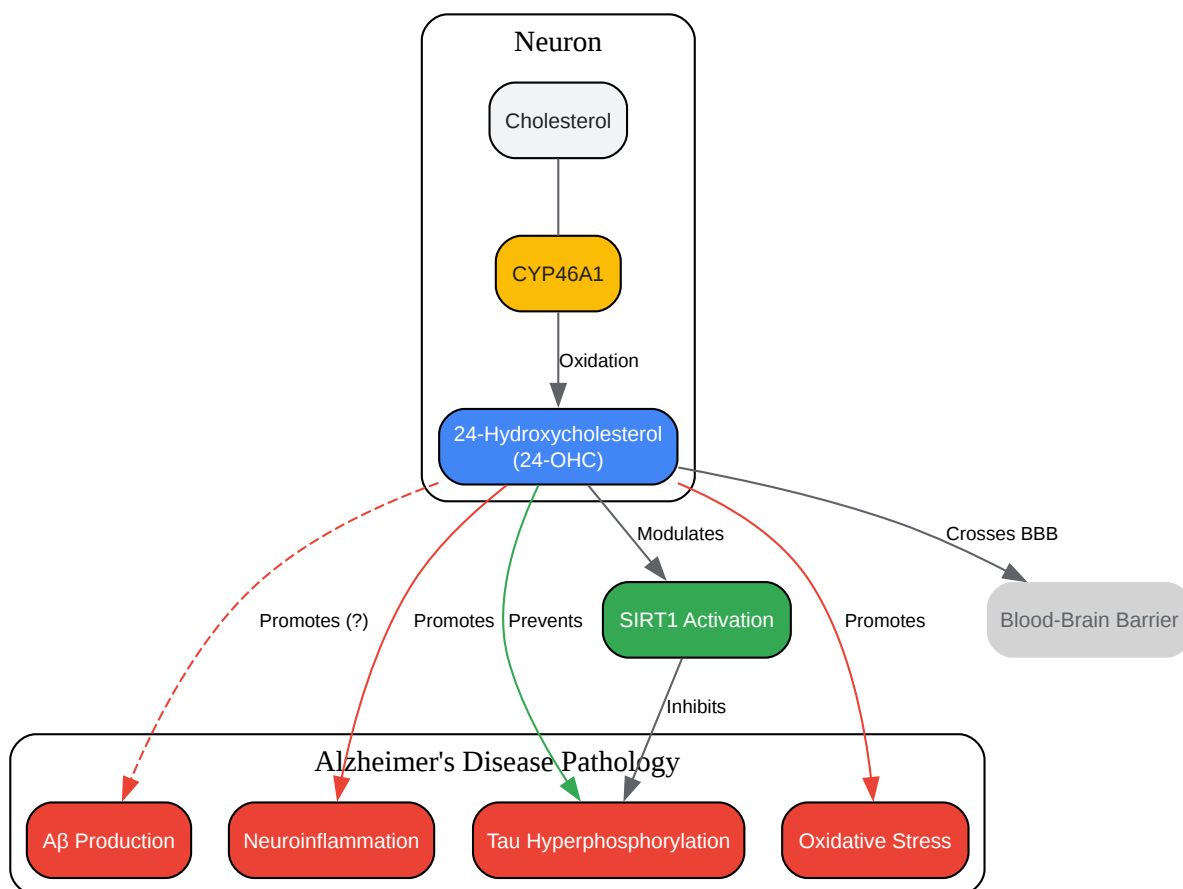 Neuron
Cholesterol
CYP46A1
Oxidation
24-Hydroxycholesterol
(24-OHC)
Modulates
Crosses BBB
Promotes (?)
Promotes
Prevents
SIRT1 Activation
Promotes
Blood-Brain Barrier
Inhibits
Alzheimer's Disease Pathology
Aβ Production
Neuroinflammation
Tau Hyperphosphorylation
Oxidative Stress